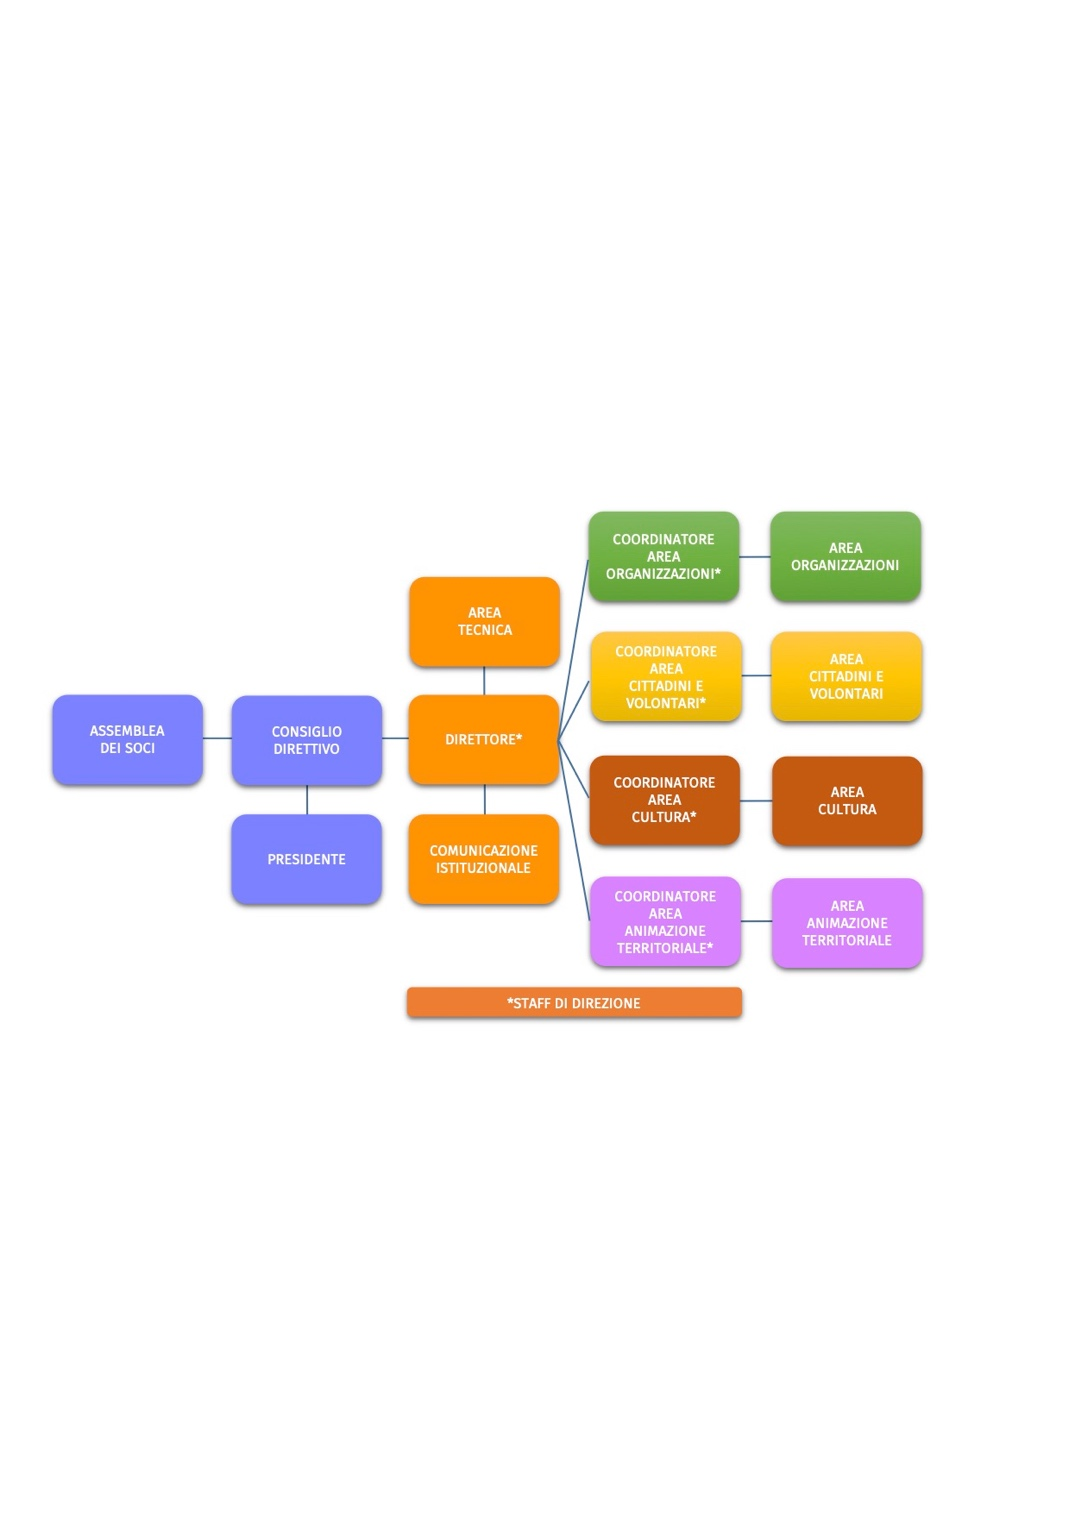 ASSEMBLEA
DEI SOCI
CONSIGLIO
DIRETTIVO
PRESIDENTE
AREA
TECNICA
DIRETTORE*
COMUNICAZIONE
ISTITUZIONALE
COORDINATORE
AREA
ORGANIZZAZIONI*
AREA
ORGANIZZAZIONI
COORDINATORE
AREA
CITTADINI E
VOLONTARI*
AREA
CITTADINI E
VOLONTARI
COORDINATORE
AREA
CULTURA*
AREA
CULTURA
COORDINATORE
AREA
ANIMAZIONE
TERRITORIALE*
AREA
ANIMAZIONE
TERRITORIALE
*STAFF DI DIREZIONE